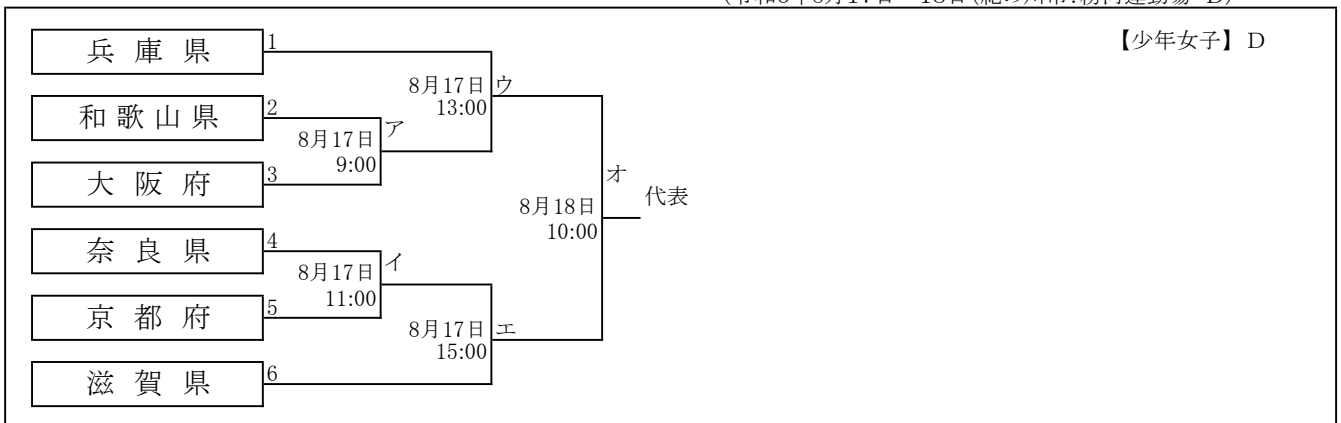 【少年女子】 D
兵庫県 1
和歌山県 2
大阪府 3
奈良県 4
京都府 5
滋賀県 6
8月17日
9:00
ア
8月17日
11:00
イ
8月17日
13:00
ウ
8月17日
15:00
エ
8月18日
10:00
オ
代表